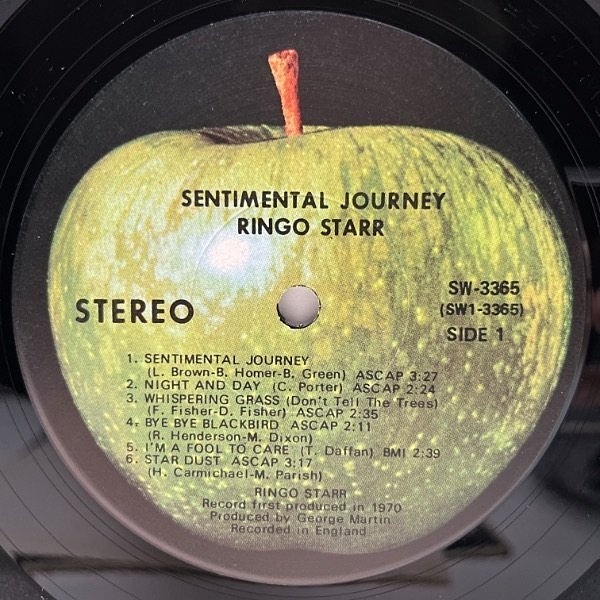 SENTIMENTAL JOURNEY
RINGO STARR
STEREO
SW-3365
(SW1-3365)
SIDE 1
1. SENTIMENTAL JOURNEY
(L. Brown-B. Homer-B. Green) ASCAP 3:27
2. NIGHT AND DAY (C. Porter) ASCAP 2:24
3. WHISPERING GRASS (Don't Tell The Trees)
(F. Fisher-D. Fisher) ASCAP 2:35
4. BYE BYE BLACKBIRD ASCAP 2:11
(R. Henderson-M. Dixon)
5. I'M A FOOL TO CARE (T. Daffan) BMI 2:39
6. STAR DUST ASCAP 3:17
(H. Carmichael-M. Parish)
RINGO STARR
Record first produced in 1970
Produced by George Martin
Recorded in England